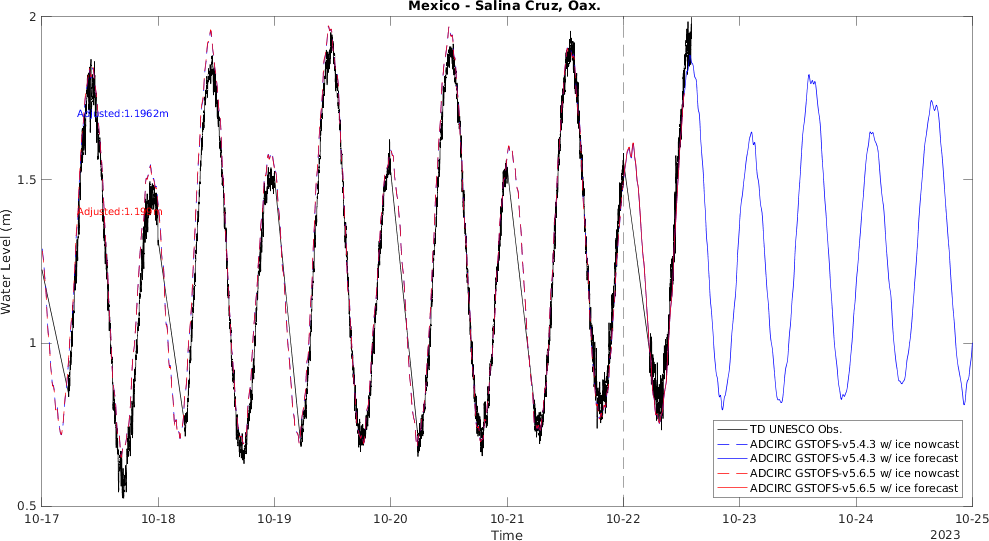 Mexico - Salina Cruz, Oax.
2
1.5
1
0.5
Water Level (m)
Adjusted:1.1962m
TD UNESCO Obs.
ADCIRC GSTOFS-v5.4.3 w/ ice nowcast
ADCIRC GSTOFS-v5.4.3 w/ ice forecast
ADCIRC GSTOFS-v5.6.5 w/ ice nowcast
ADCIRC GSTOFS-v5.6.5 w/ ice forecast
10-17 10-18 10-19 10-20 10-21 10-22 10-23 10-24 10-25
Time
2023